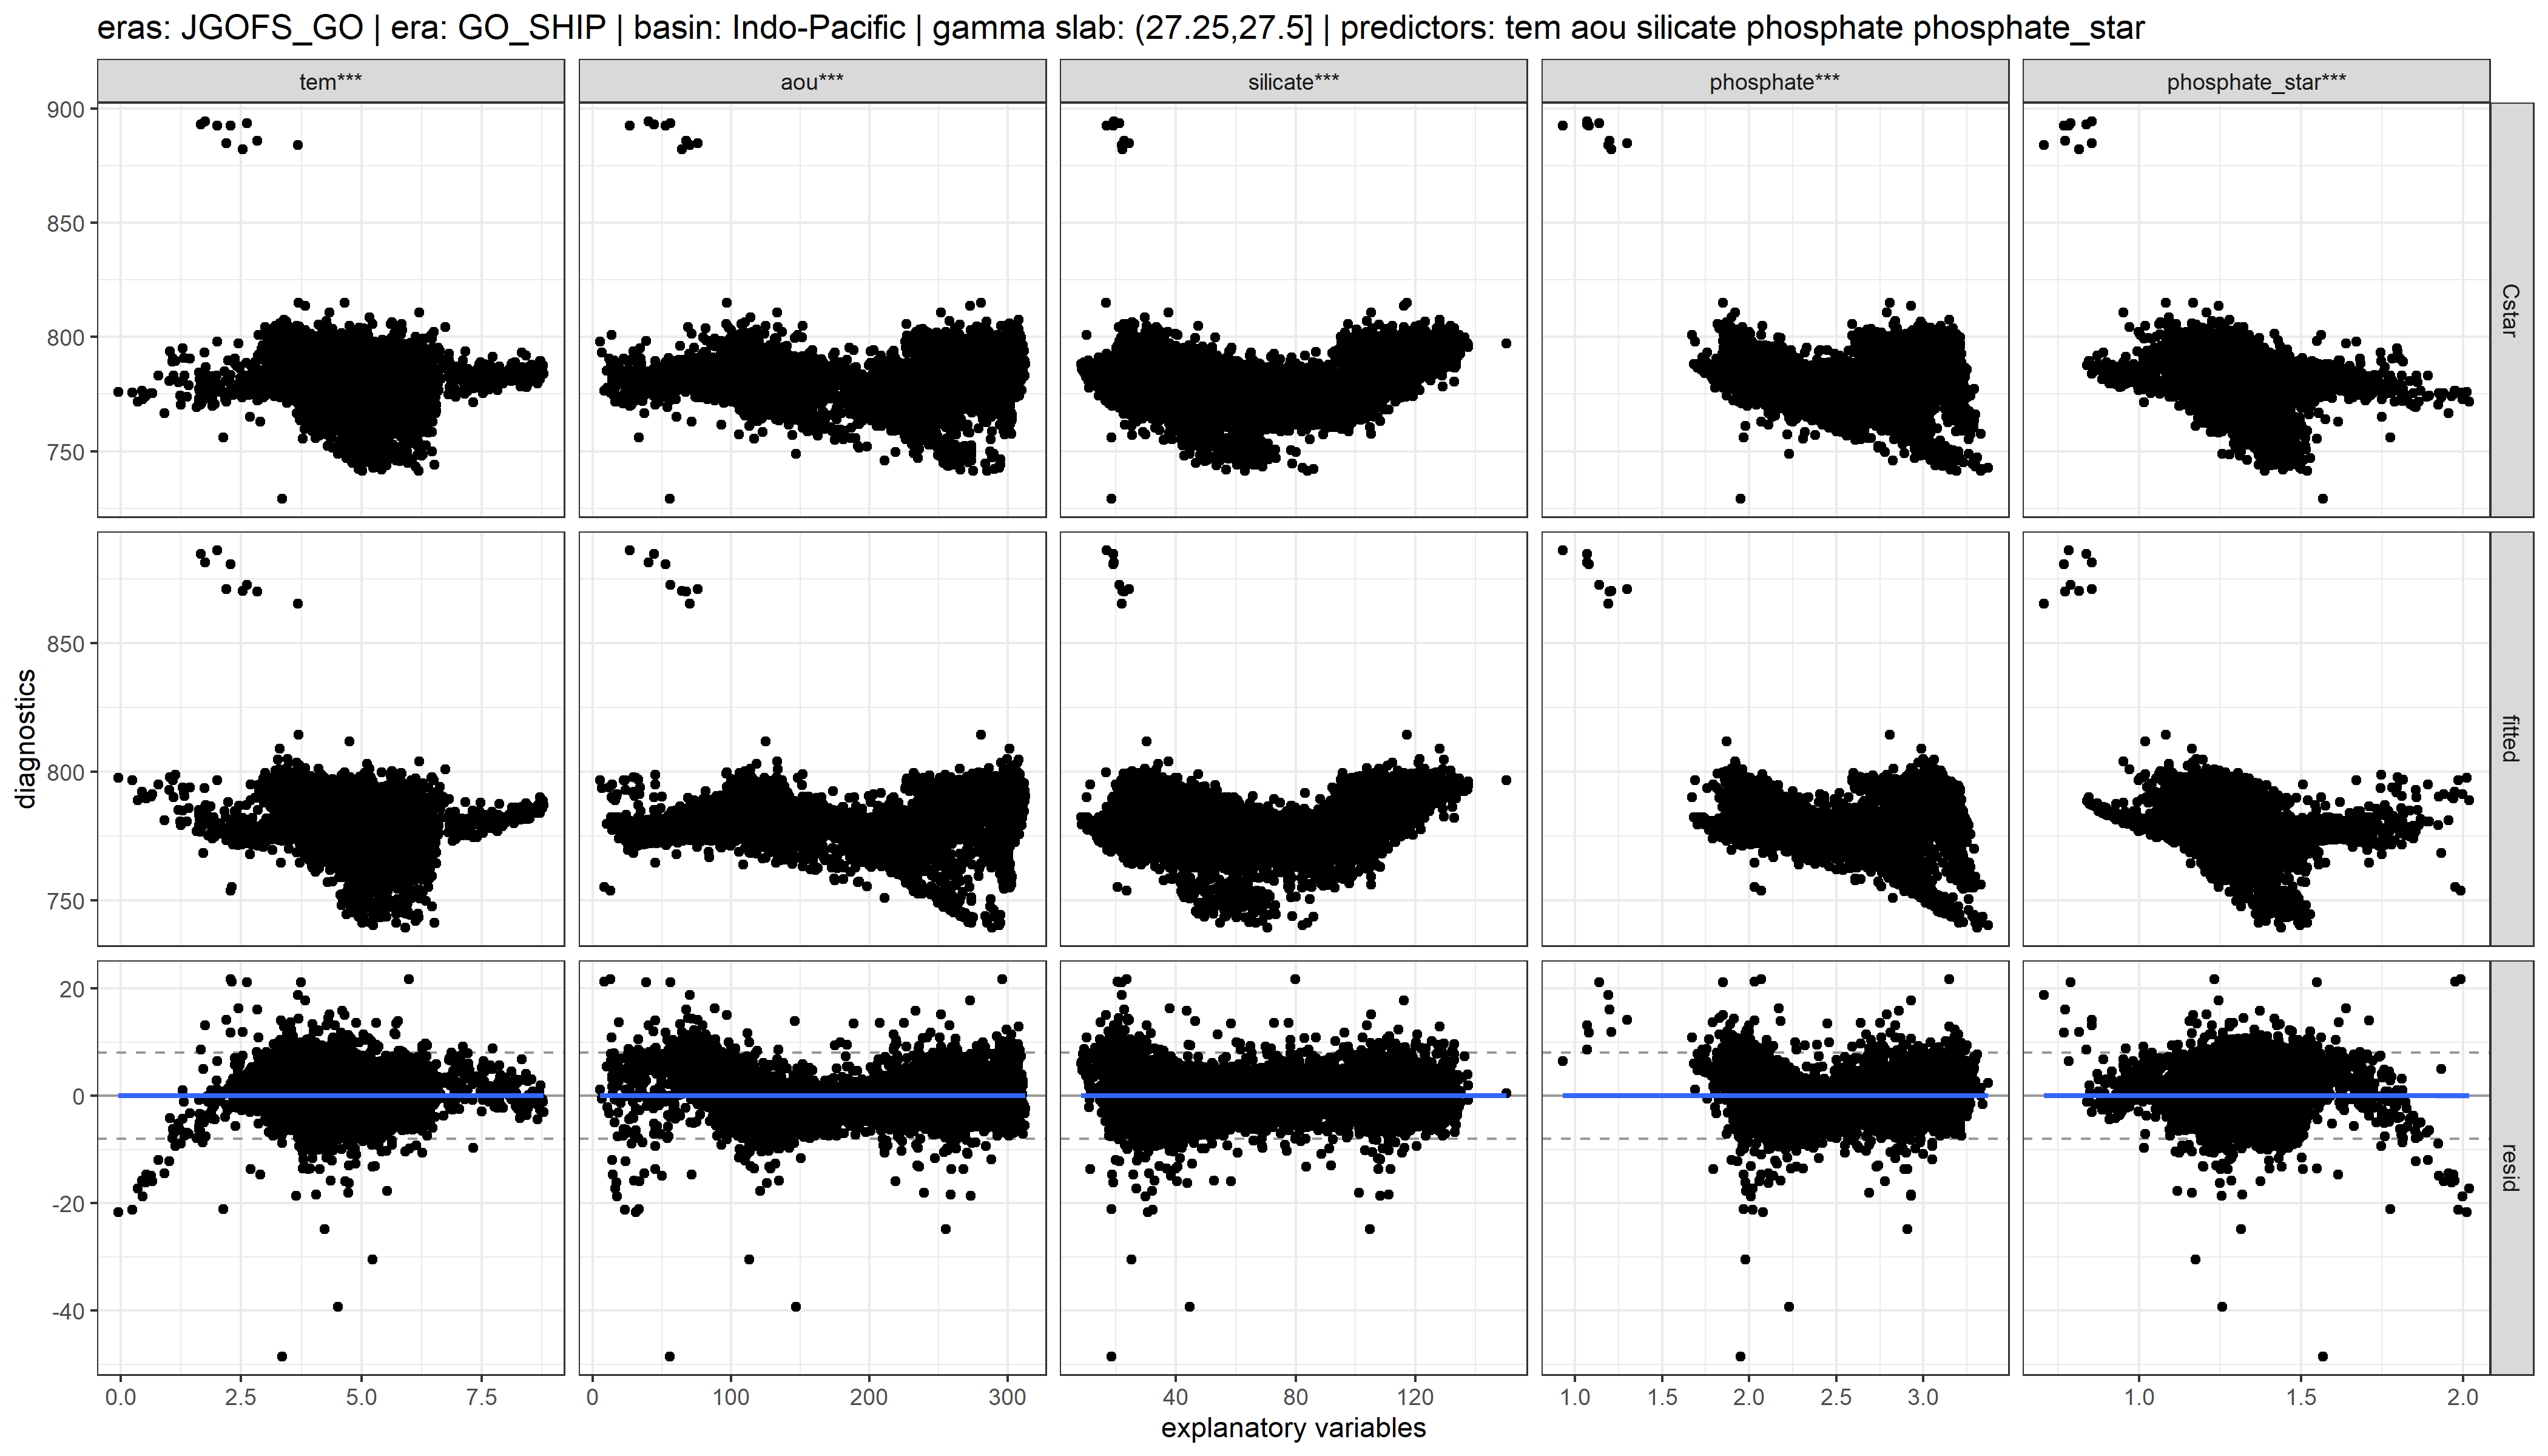 eras: JGOFS_GO | era: GO_SHIP | basin: Indo-Pacific | gamma slab: (27.25,27.5] | predictors: tem aou silicate phosphate phosphate_star
tem*** aou*** silicate*** phosphate*** phosphate_star***
900
850
800
750
Cstar
850
800
750
fitted
diagnostics
20
0
-20
-40
resid
0.0 2.5 5.0 7.5 0 100 200 300 40 80 120 1.0 1.5 2.0 2.5 3.0 1.0 1.5 2.0
explanatory variables